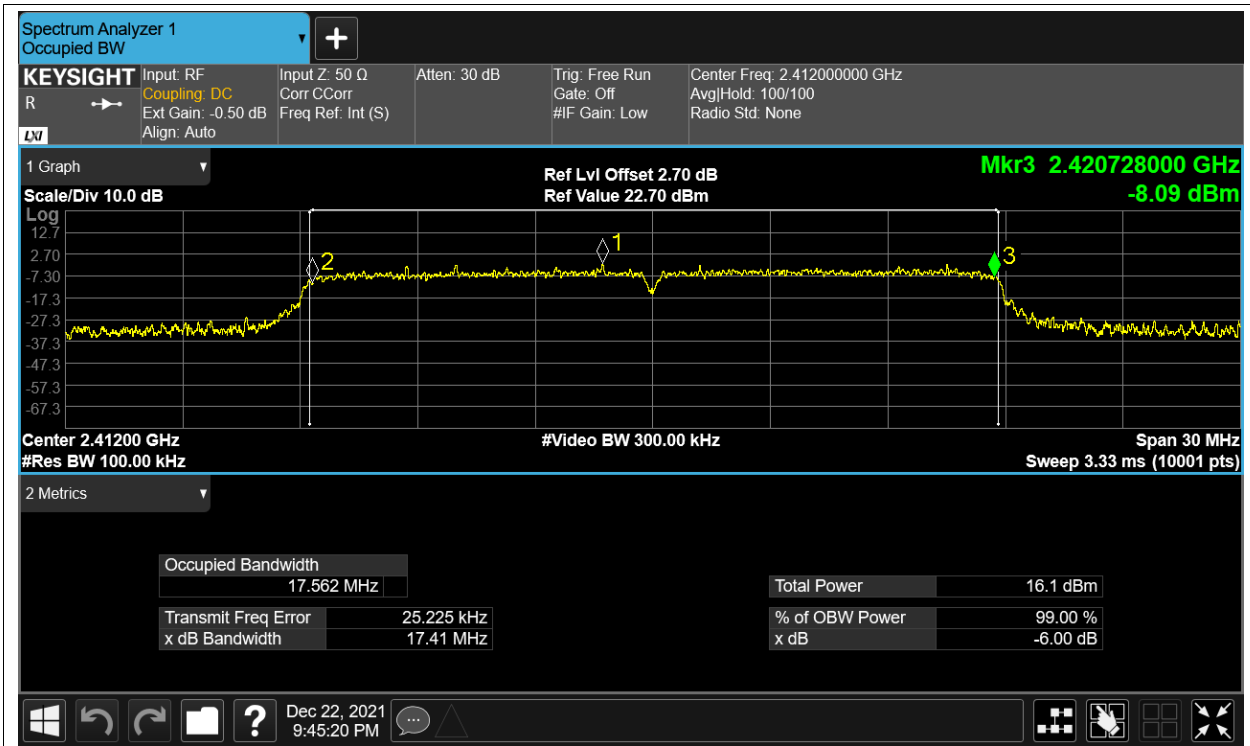 Spectrum Analyzer 1
Occupied BW
KEYSIGHT
R
LXI
Input: RF
Coupling: DC
Ext Gain: -0.50 dB
Align: Auto
Input Z: 50 Ω
Corr CCorr
Freq Ref: Int (S)
Atten: 30 dB
Trig: Free Run
Gate: Off
#IF Gain: Low
Center Freq: 2.412000000 GHz
Avg|Hold: 100/100
Radio Std: None
1 Graph
Scale/Div 10.0 dB
Ref Lvl Offset 2.70 dB
Ref Value 22.70 dBm
Mkr3 2.420728000 GHz
-8.09 dBm
Log
12.7
2.70
-7.30
-17.3
-27.3
-37.3
-47.3
-57.3
-67.3
2
1
3
Center 2.41200 GHz
#Res BW 100.00 kHz
#Video BW 300.00 kHz
Span 30 MHz
Sweep 3.33 ms (10001 pts)
2 Metrics
Occupied Bandwidth
17.562 MHz
Transmit Freq Error 25.225 kHz
x dB Bandwidth 17.41 MHz
Total Power 16.1 dBm
% of OBW Power 99.00 %
x dB -6.00 dB
?
Dec 22, 2021
9:45:20 PM